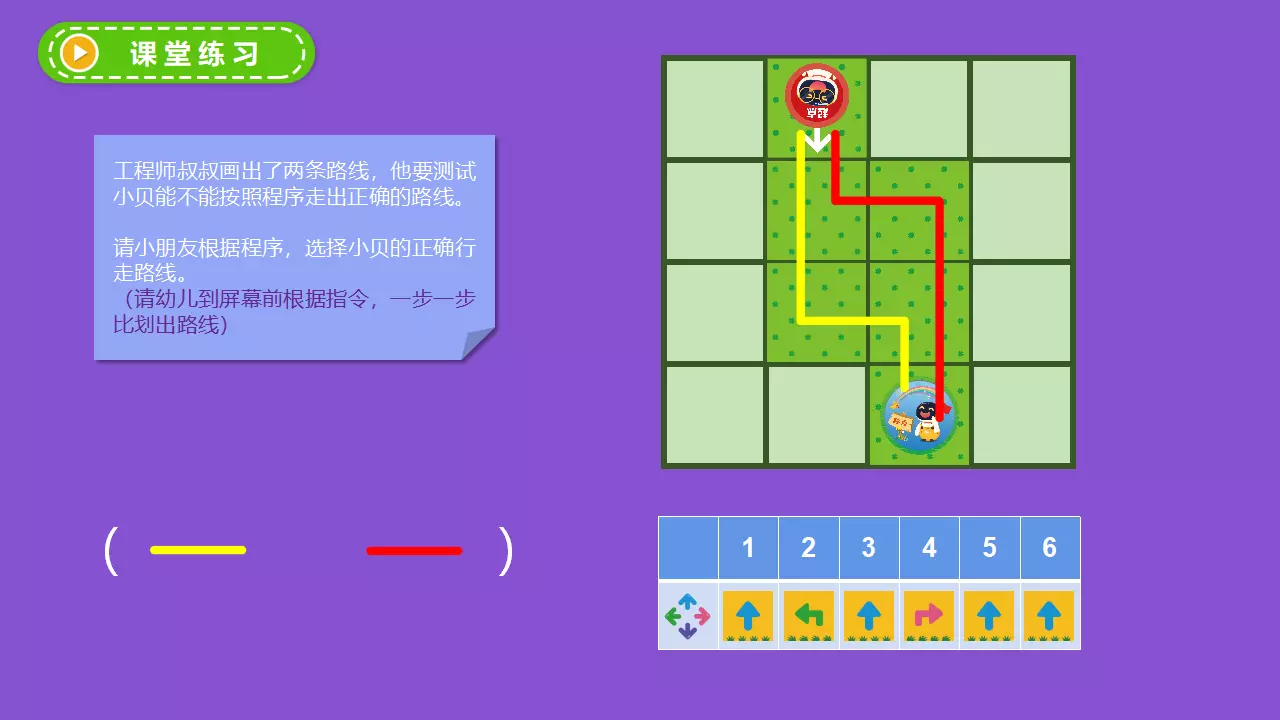 课堂练习
工程师叔叔画出了两条路线，他要测试
小贝能不能按照程序走出正确的路线。
请小朋友根据程序，选择小贝的正确行
走路线。
（请幼儿到屏幕前根据指令，一步一步
比划出路线）
起点
终点
( )
1 2 3 4 5 6